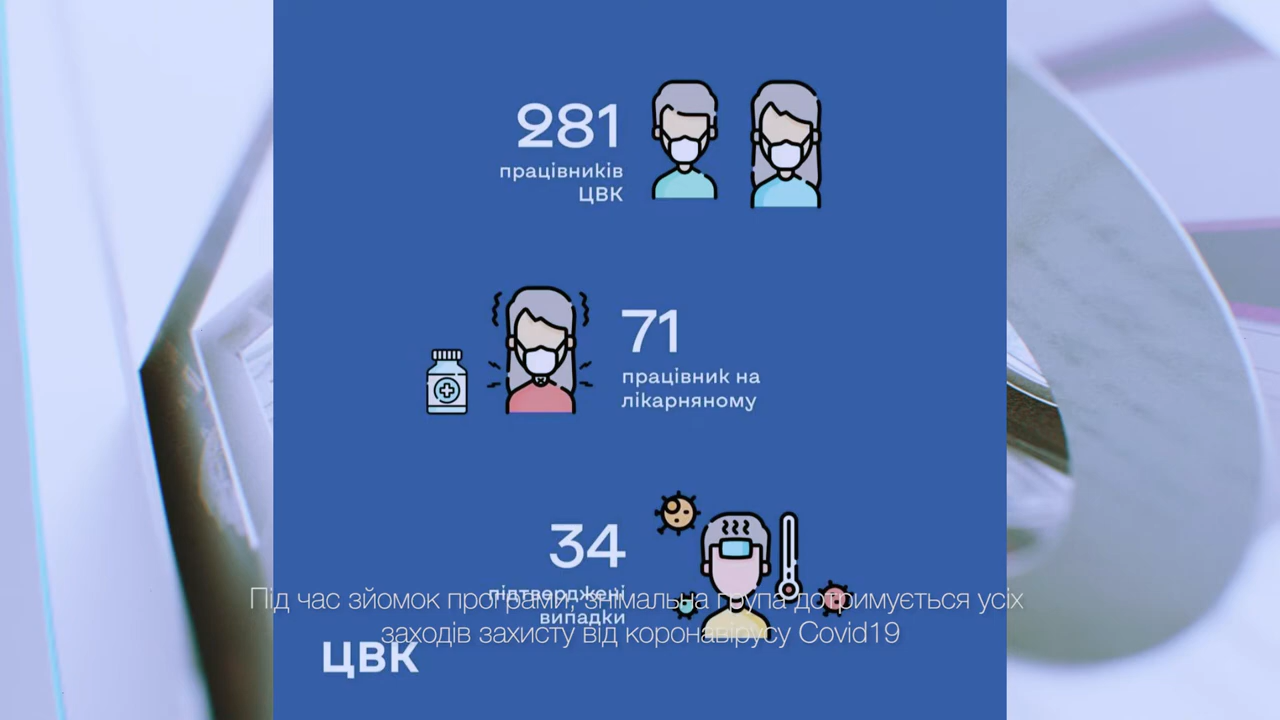 281
працівників
ЦВК
71
працівник на
лікарняному
34
підтверджені
випадки
Під час зйомок програми, знімальна група дотримується усіх
заходів захисту від коронавірусу Covid19
ЦВК